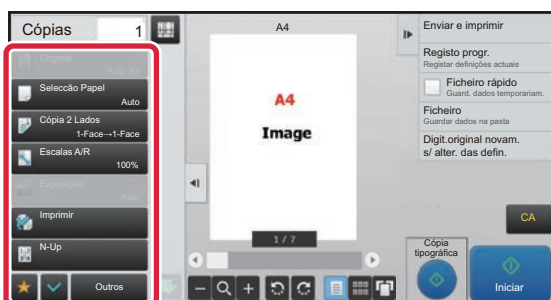 Cópias 1
Original
Auto A4
Selecção Papel
Auto
Cópia 2 Lados
1-Face→1-Face
Escalas A/R
100%
Exposição
Auto
Imprimir
N-Up
Outros
A4
A4
Image
1 / 7
Enviar e imprimir
Registo progr.
Registar definições actuais
Ficheiro rápido
Guard. dados temporariam.
Ficheiro
Guardar dados na pasta
Digit.original novam.
s/ alter. das defin.
CA
Cópia
tipográfica
Iniciar